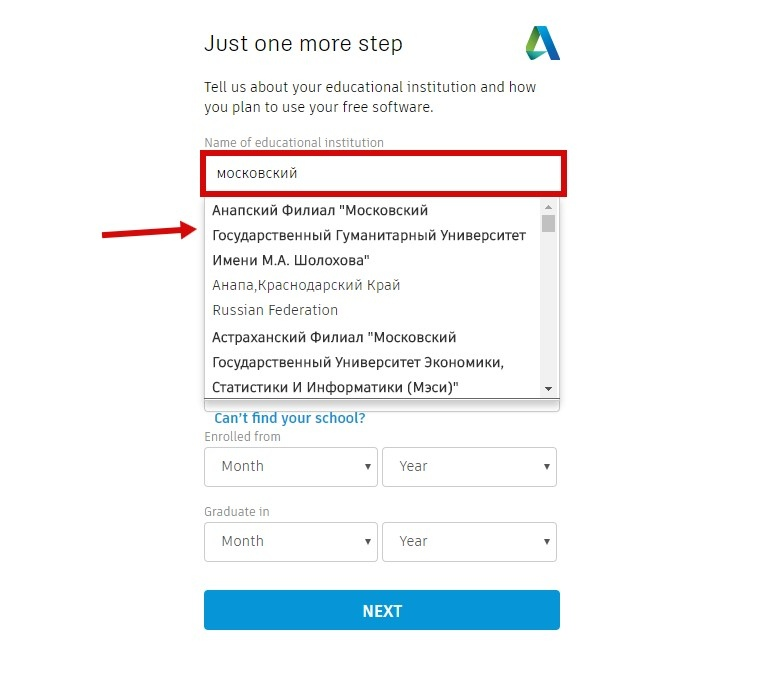 Just one more step
Tell us about your educational institution and how
you plan to use your free software.
Name of educational institution
московский
Анапский Филиал "Московский
Государственный Гуманитарный Университет
Имени М.А. Шолохова"
Анапа,Краснодарский Край
Russian Federation
Астраханский Филиал "Московский
Государственный Университет Экономики,
Статистики И Информатики (Мэси)"
Can't find your school?
Enrolled from
Month Year
Graduate in
Month Year
NEXT